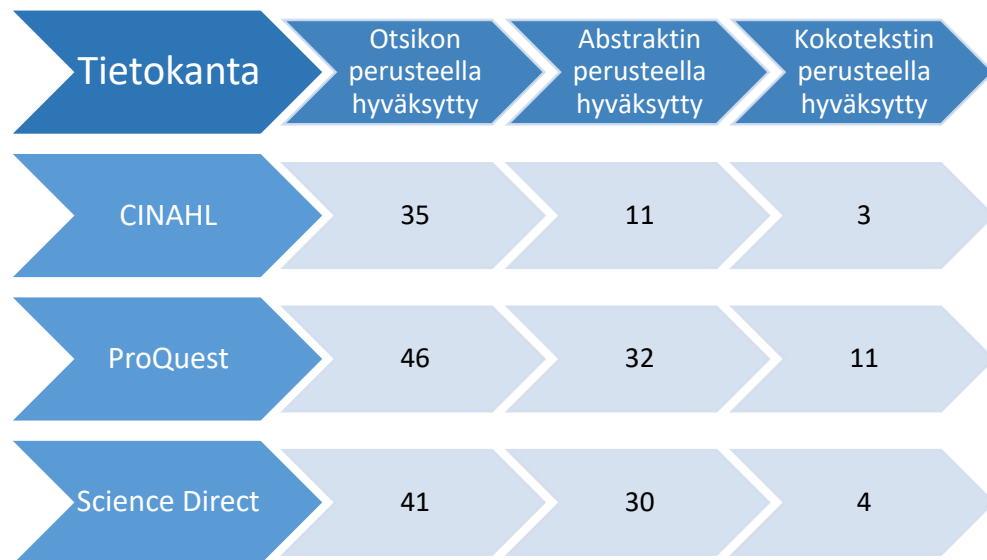 Tietokanta
Otsikon
perusteella
hyväksytty
Abstraktin
perusteella
hyväksytty
Kokotekstin
perusteella
hyväksytty
CINAHL
35
11
3
ProQuest
46
32
11
Science Direct
41
30
4